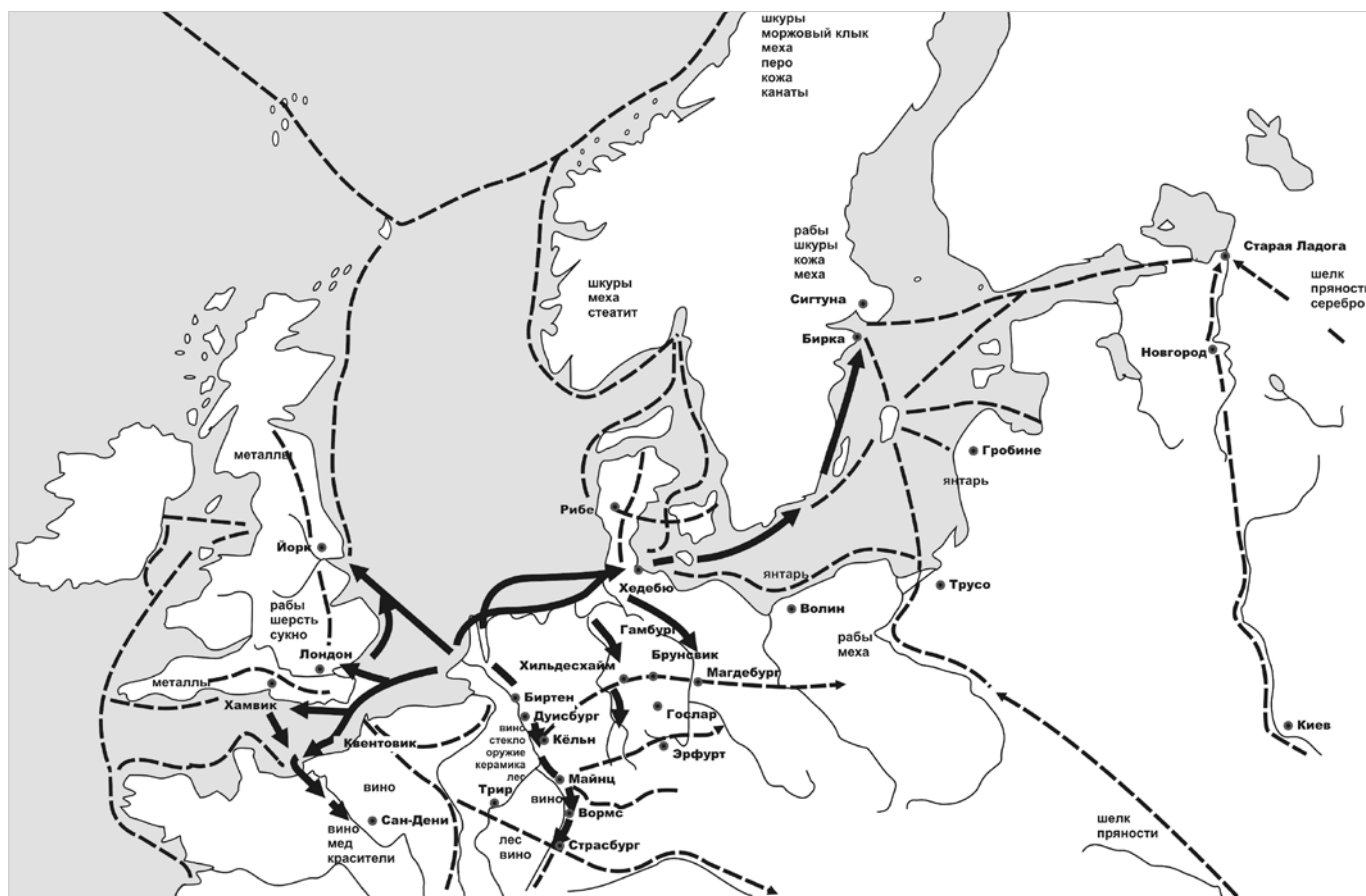 шкуры
моржовый клык
меха
перо
кожа
канаты
рабы
шкуры
кожа
меха
Старая Ладога
шелк
пряности
серебро
шкуры
меха
стеатит
Сигтуна
Бирка
Новгород
металлы
Гробине
янтарь
Рибе
Йорк
Хедебю
янтарь
Трусо
Волин
рабы
шерсть
сукно
Гамбург
рабы
меха
Лондон
Брунсвик
Хильдесхайм
Магдебург
металлы
Биртен
Хамвик
Дуисбург
Гослар
Киев
вино
стекло
оружие
керамика
лес
Квентовик
Кёльн
Эрфурт
Майнц
вино
Трир
вино
Вормс
Сан-Дени
вино
мед
красители
лес
вино
Страсбург
шелк
пряности